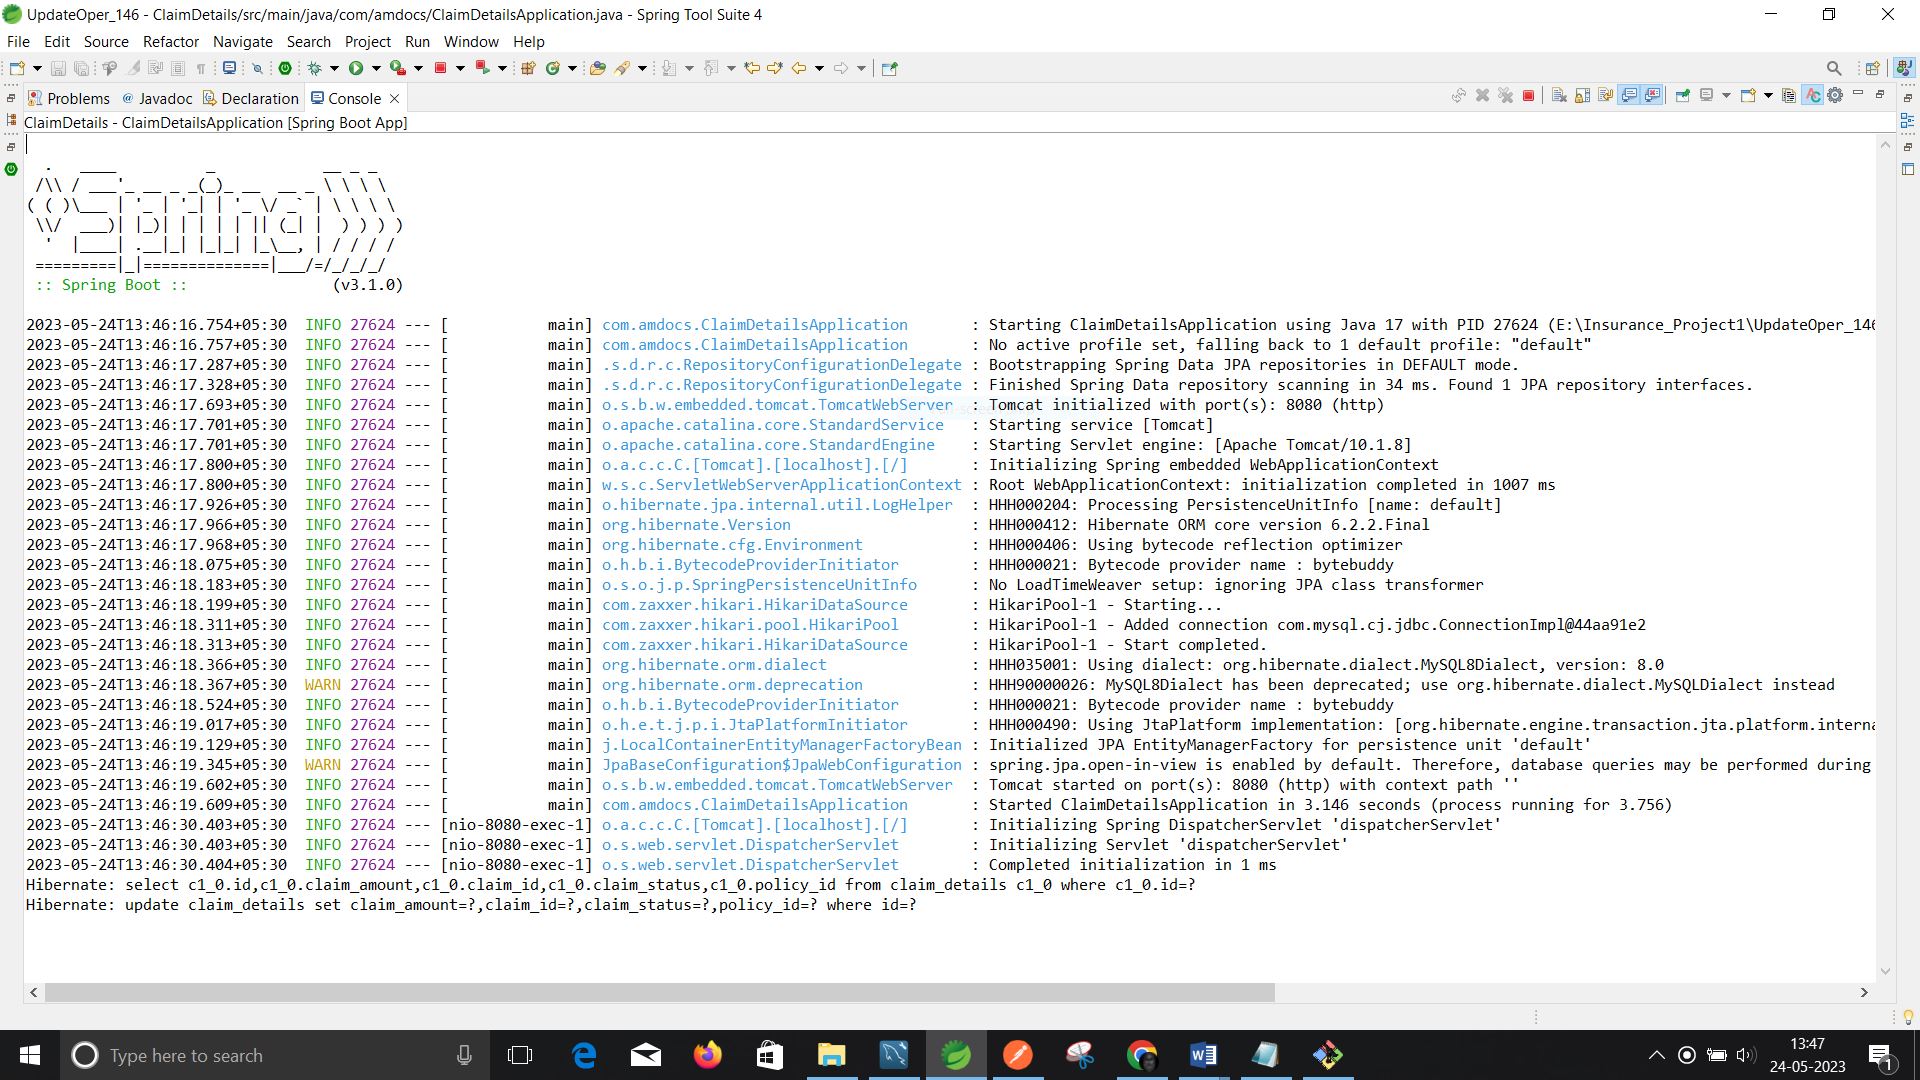 UpdateOper_146 - ClaimDetails/src/main/java/com/amdocs/ClaimDetailsApplication.java - Spring Tool Suite 4
File Edit Source Refactor Navigate Search Project Run Window Help
Problems @ Javadoc Declaration Console
ClaimDetails - ClaimDetailsApplication [Spring Boot App]
Spring
:: Spring Boot :: (v3.1.0)
2023-05-24T13:46:16.754+05:30 INFO 27624 --- [ main] com.amdocs.ClaimDetailsApplication : Starting ClaimDetailsApplication using Java 17 with PID 27624 (E:\Insurance_Project1\UpdateOper_146
2023-05-24T13:46:16.757+05:30 INFO 27624 --- [ main] com.amdocs.ClaimDetailsApplication : No active profile set, falling back to 1 default profile: "default"
2023-05-24T13:46:17.287+05:30 INFO 27624 --- [ main] .s.d.r.c.RepositoryConfigurationDelegate : Bootstrapping Spring Data JPA repositories in DEFAULT mode.
2023-05-24T13:46:17.328+05:30 INFO 27624 --- [ main] .s.d.r.c.RepositoryConfigurationDelegate : Finished Spring Data repository scanning in 34 ms. Found 1 JPA repository interfaces.
2023-05-24T13:46:17.693+05:30 INFO 27624 --- [ main] o.s.b.w.embedded.tomcat.TomcatWebServer : Tomcat initialized with port(s): 8080 (http)
2023-05-24T13:46:17.701+05:30 INFO 27624 --- [ main] o.apache.catalina.core.StandardService : Starting service [Tomcat]
2023-05-24T13:46:17.701+05:30 INFO 27624 --- [ main] o.apache.catalina.core.StandardEngine : Starting Servlet engine: [Apache Tomcat/10.1.8]
2023-05-24T13:46:17.800+05:30 INFO 27624 --- [ main] o.a.c.c.C.[Tomcat].[localhost].[/] : Initializing Spring embedded WebApplicationContext
2023-05-24T13:46:17.800+05:30 INFO 27624 --- [ main] w.s.c.ServletWebServerApplicationContext : Root WebApplicationContext: initialization completed in 1007 ms
2023-05-24T13:46:17.926+05:30 INFO 27624 --- [ main] o.hibernate.jpa.internal.util.LogHelper : HHH000204: Processing PersistenceUnitInfo [name: default]
2023-05-24T13:46:17.966+05:30 INFO 27624 --- [ main] org.hibernate.Version : HHH000412: Hibernate ORM core version 6.2.2.Final
2023-05-24T13:46:17.968+05:30 INFO 27624 --- [ main] org.hibernate.cfg.Environment : HHH000406: Using bytecode reflection optimizer
2023-05-24T13:46:18.075+05:30 INFO 27624 --- [ main] o.h.b.i.BytecodeProviderInitiator : HHH000021: Bytecode provider name : bytebuddy
2023-05-24T13:46:18.183+05:30 INFO 27624 --- [ main] o.s.o.j.p.SpringPersistenceUnitInfo : No LoadTimeWeaver setup: ignoring JPA class transformer
2023-05-24T13:46:18.199+05:30 INFO 27624 --- [ main] com.zaxxer.hikari.HikariDataSource : HikariPool-1 - Starting...
2023-05-24T13:46:18.311+05:30 INFO 27624 --- [ main] com.zaxxer.hikari.pool.HikariPool : HikariPool-1 - Added connection com.mysql.cj.jdbc.ConnectionImpl@44aa91e2
2023-05-24T13:46:18.313+05:30 INFO 27624 --- [ main] com.zaxxer.hikari.HikariDataSource : HikariPool-1 - Start completed.
2023-05-24T13:46:18.366+05:30 INFO 27624 --- [ main] org.hibernate.orm.dialect : HHH035001: Using dialect: org.hibernate.dialect.MySQL8Dialect, version: 8.0
2023-05-24T13:46:18.367+05:30 WARN 27624 --- [ main] org.hibernate.orm.deprecation : HHH90000026: MySQL8Dialect has been deprecated; use org.hibernate.dialect.MySQLDialect instead
2023-05-24T13:46:18.524+05:30 INFO 27624 --- [ main] o.h.b.i.BytecodeProviderInitiator : HHH000021: Bytecode provider name : bytebuddy
2023-05-24T13:46:19.017+05:30 INFO 27624 --- [ main] o.h.e.t.j.p.i.JtaPlatformInitiator : HHH000490: Using JtaPlatform implementation: [org.hibernate.engine.transaction.jta.platform.interna
2023-05-24T13:46:19.129+05:30 INFO 27624 --- [ main] j.LocalContainerEntityManagerFactoryBean : Initialized JPA EntityManagerFactory for persistence unit 'default'
2023-05-24T13:46:19.345+05:30 WARN 27624 --- [ main] JpaBaseConfiguration$JpaWebConfiguration : spring.jpa.open-in-view is enabled by default. Therefore, database queries may be performed during
2023-05-24T13:46:19.602+05:30 INFO 27624 --- [ main] o.s.b.w.embedded.tomcat.TomcatWebServer : Tomcat started on port(s): 8080 (http) with context path ''
2023-05-24T13:46:19.609+05:30 INFO 27624 --- [ main] com.amdocs.ClaimDetailsApplication : Started ClaimDetailsApplication in 3.146 seconds (process running for 3.756)
2023-05-24T13:46:30.403+05:30 INFO 27624 --- [nio-8080-exec-1] o.a.c.c.C.[Tomcat].[localhost].[/] : Initializing Spring DispatcherServlet 'dispatcherServlet'
2023-05-24T13:46:30.403+05:30 INFO 27624 --- [nio-8080-exec-1] o.s.web.servlet.DispatcherServlet : Initializing Servlet 'dispatcherServlet'
2023-05-24T13:46:30.404+05:30 INFO 27624 --- [nio-8080-exec-1] o.s.web.servlet.DispatcherServlet : Completed initialization in 1 ms
Hibernate: select c1_0.id,c1_0.claim_amount,c1_0.claim_id,c1_0.claim_status,c1_0.policy_id from claim_details c1_0 where c1_0.id=?
Hibernate: update claim_details set claim_amount=?,claim_id=?,claim_status=?,policy_id=? where id=?
Type here to search
13:47
24-05-2023
1